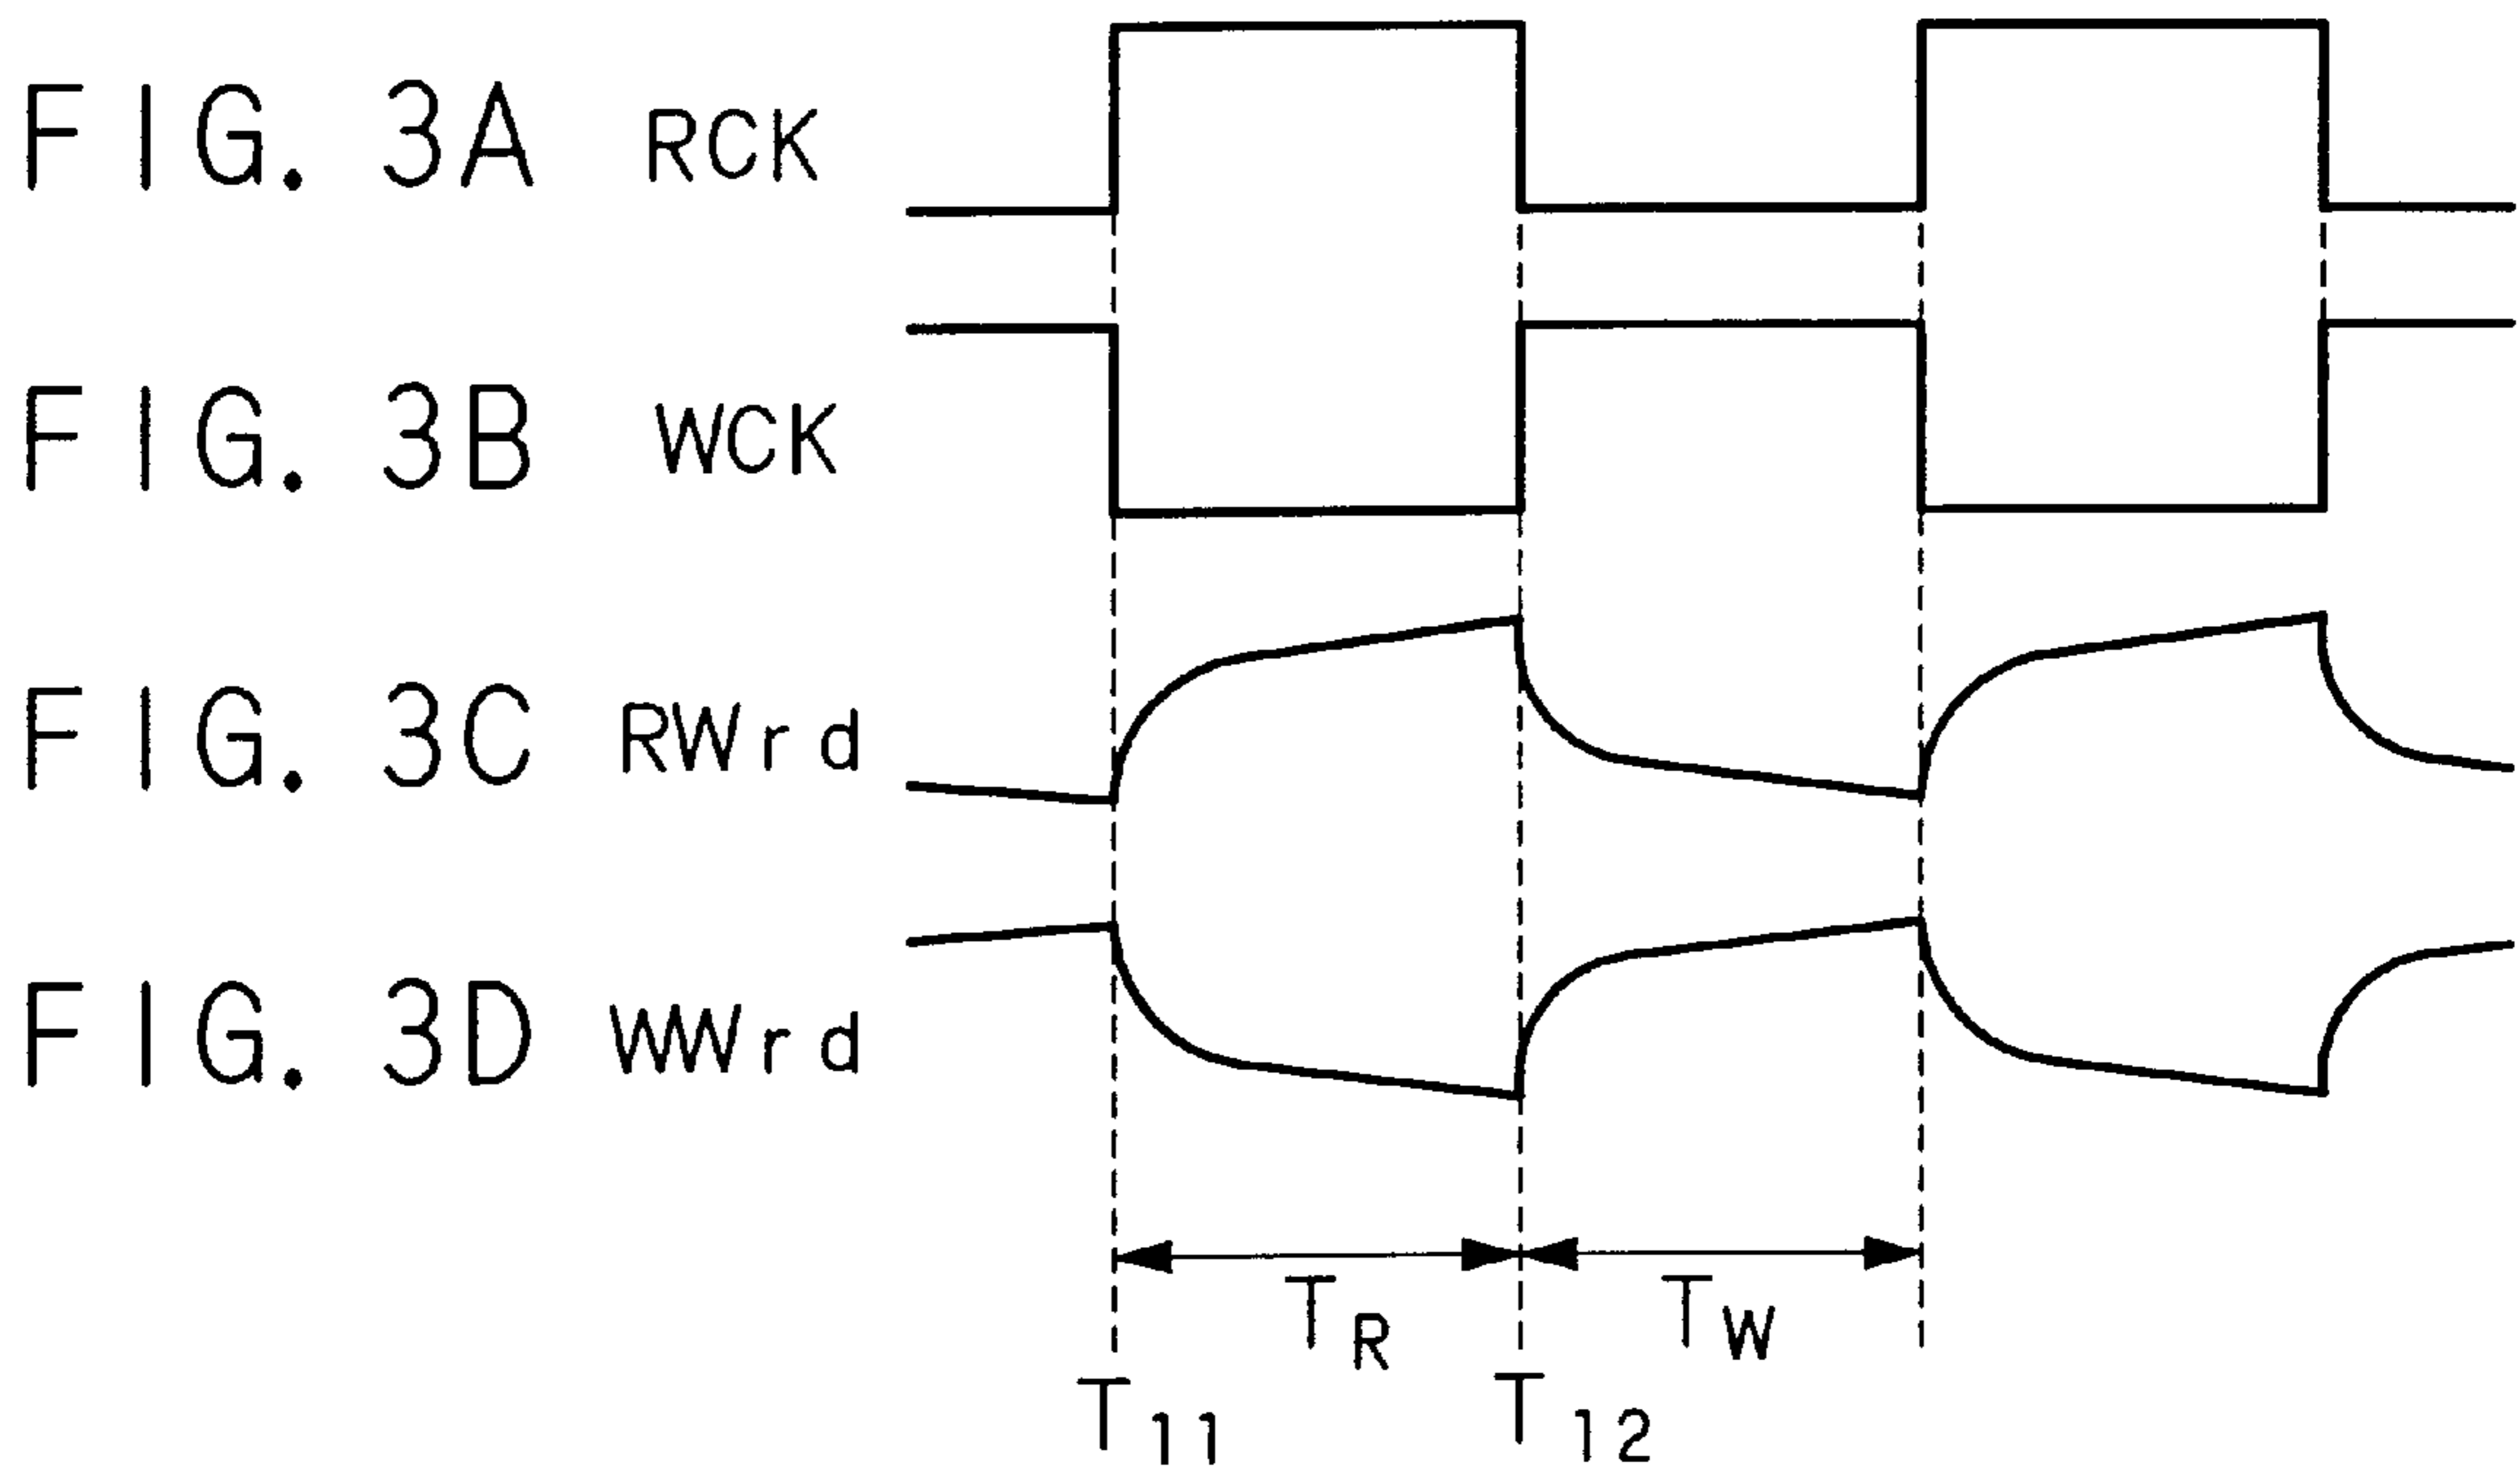 FIG. 3A RCK
FIG. 3B WCK
FIG. 3C RWrd
FIG. 3D WWrd
TR TW
T11 T12